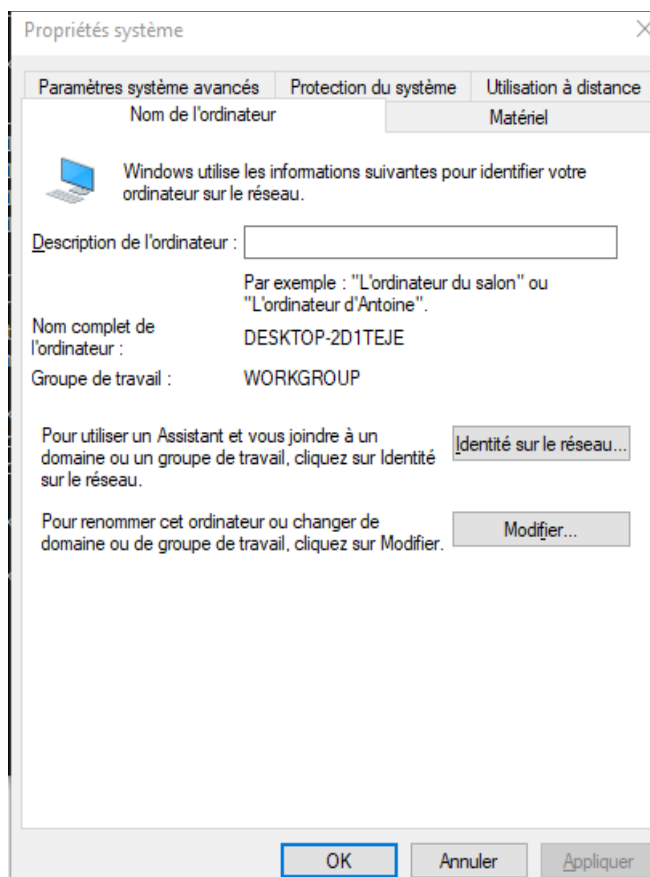 Propriétés système
Paramètres système avancés
Protection du système
Utilisation à distance
Nom de l'ordinateur
Matériel
Windows utilise les informations suivantes pour identifier votre
ordinateur sur le réseau.
Description de l'ordinateur :
Par exemple : "L'ordinateur du salon" ou
"L'ordinateur d'Antoine".
Nom complet de
l'ordinateur :
DESKTOP-2D1TEJE
Groupe de travail :
WORKGROUP
Pour utiliser un Assistant et vous joindre à un
domaine ou un groupe de travail, cliquez sur Identité
sur le réseau.
Identité sur le réseau...
Pour renommer cet ordinateur ou changer de
domaine ou de groupe de travail, cliquez sur Modifier.
Modifier...
OK
Annuler
Appliquer